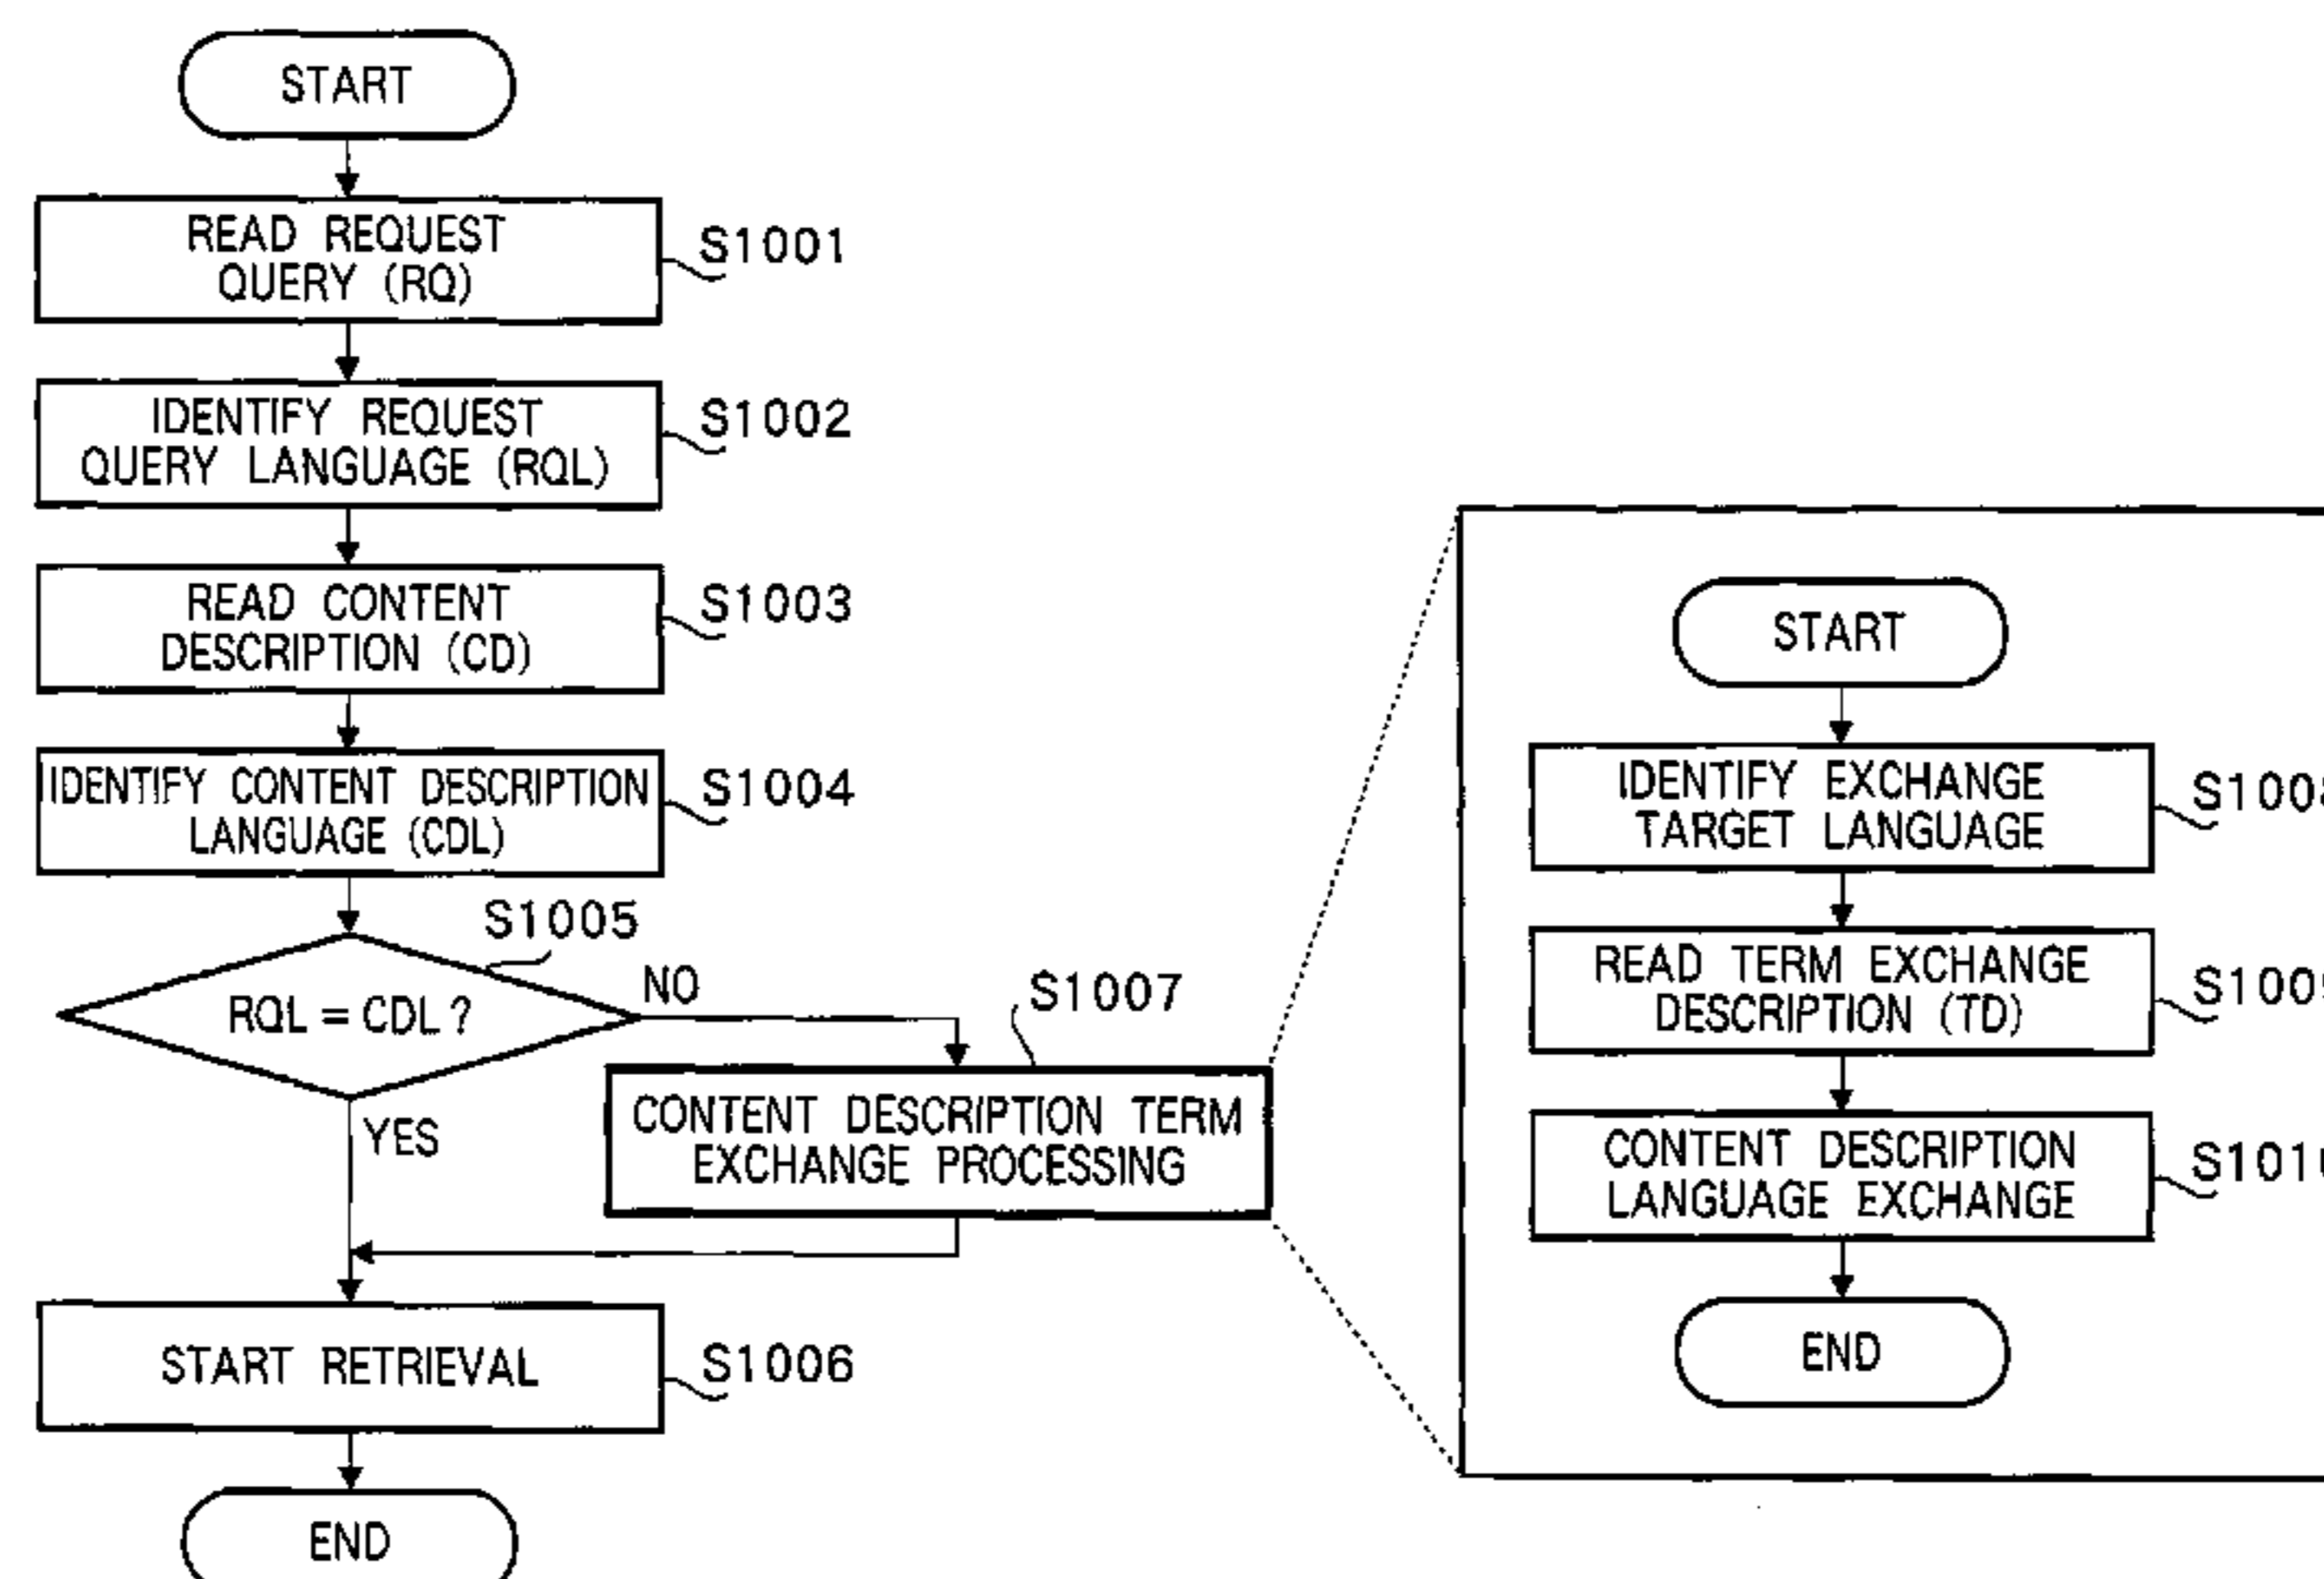 START
READ REQUEST
QUERY (RQ)
S1001
IDENTIFY REQUEST
QUERY LANGUAGE (RQL)
S1002
READ CONTENT
DESCRIPTION (CD)
S1003
IDENTIFY CONTENT DESCRIPTION
LANGUAGE (CDL)
S1004
S1005
RQL = CDL ?
NO
YES
S1007
CONTENT DESCRIPTION TERM
EXCHANGE PROCESSING
START RETRIEVAL
S1006
END
START
IDENTIFY EXCHANGE
TARGET LANGUAGE
READ TERM EXCHANGE
DESCRIPTION (TD)
CONTENT DESCRIPTION
LANGUAGE EXCHANGE
END